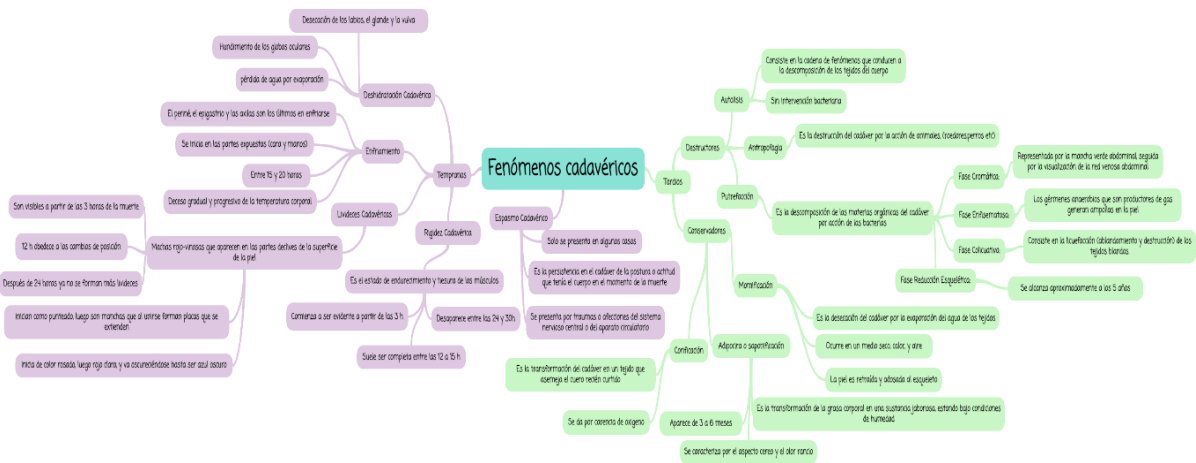 Fenómenos cadavéricos
Tempranos
Deshidratación Cadavérica
Desecación de los labios, el glande y la vulva
Hundimiento de los globos oculares
pérdida de agua por evaporación
Enfriamiento
El periné, el epigastrio y las axilas son los últimos en enfriarse
Se inicia en las partes expuestas (cara y manos)
Entre 15 y 20 horas
Deceso gradual y progresivo de la temperatura corporal
Livideces Cadavéricas
Machas rojo-vinosas que aparecen en las partes declives de la superficie
de la piel
Son visibles a partir de las 3 horas de la muerte
12 h obedece a los cambios de posición
Después de 24 horas ya no se forman más livideces
Inician como punteado, luego son manchas que al unirse forman placas que se
extienden
Inicia de color rosado, luego rojo claro, y va oscureciéndose hasta ser azul oscuro
Rigidez Cadavérica
Es el estado de endurecimiento y tiesura de los músculos
Comienza a ser evidente a partir de las 3 h
Desaparece entre las 24 y 30h
Suele ser completa entre las 12 a 15 h
Espasmo Cadavérico
Solo se presenta en algunos casos
Es la persistencia en el cadáver de la postura o actitud
que tenía el cuerpo en el momento de la muerte
Se presenta por traumas o afecciones del sistema
nervioso central o del aparato circulatorio
Tardíos
Destructores
Autolisis
Consiste en la cadena de fenómenos que conducen a
la descomposición de los tejidos del cuerpo
Sin intervención bacteriana
Antropofagia
Es la destrucción del cadáver por la acción de animales, (roedores,perros etc)
Putrefacción
Es la descomposición de las materias orgánicas del cadáver
por acción de las bacterias
Fase Cromática:
Representada por la mancha verde abdominal, seguida
por la visualización de la red venosa abdominal
Fase Enfisematosa:
Los gérmenes anaerobios que son productores de gas
generan ampollas en la piel
Fase Colicuativa:
Consiste en la licuefacción (ablandamiento y destrucción) de los
tejidos blandos.
Fase Reducción Esquelética:
Se alcanza aproximadamente a los 5 años
Conservadores
Momificación
Es la desecación del cadáver por la evaporación del agua de los tejidos
Ocurre en un medio seco, calor, y aire
La piel es retraída y adosada al esqueleto
Adipocira o saponificación
Es la transformación de la grasa corporal en una sustancia jabonosa, estando bajo condiciones
de humedad
Aparece de 3 a 6 meses
Se caracteriza por el aspecto cereo y el olor rancio
Corificación
Es la transformación del cadáver en un tejido que
asemeja el cuero recién curtido
Se da por carencia de oxigeno